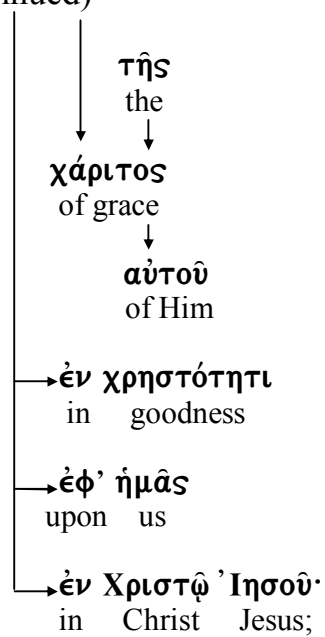 nued)
τῆς
the
χάριτος
of grace
αὐτοῦ
of Him
ἐν χρηστότητι
in goodness
ἐφ’ ἡμᾶς
upon us
ἐν Χριστῷ ᾿Ιησοῦ·
in Christ Jesus;